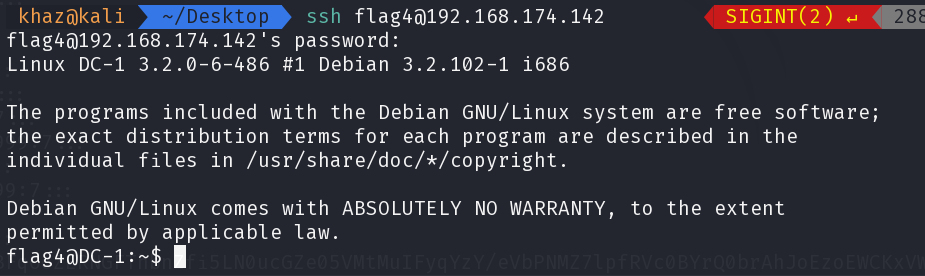 khaz@kali ~/Desktop ssh flag4@192.168.174.142 SIGINT(2) ↵ 288
flag4@192.168.174.142's password:
Linux DC-1 3.2.0-6-486 #1 Debian 3.2.102-1 i686
The programs included with the Debian GNU/Linux system are free software;
the exact distribution terms for each program are described in the
individual files in /usr/share/doc/*/copyright.
Debian GNU/Linux comes with ABSOLUTELY NO WARRANTY, to the extent
permitted by applicable law.
flag4@DC-1:~$